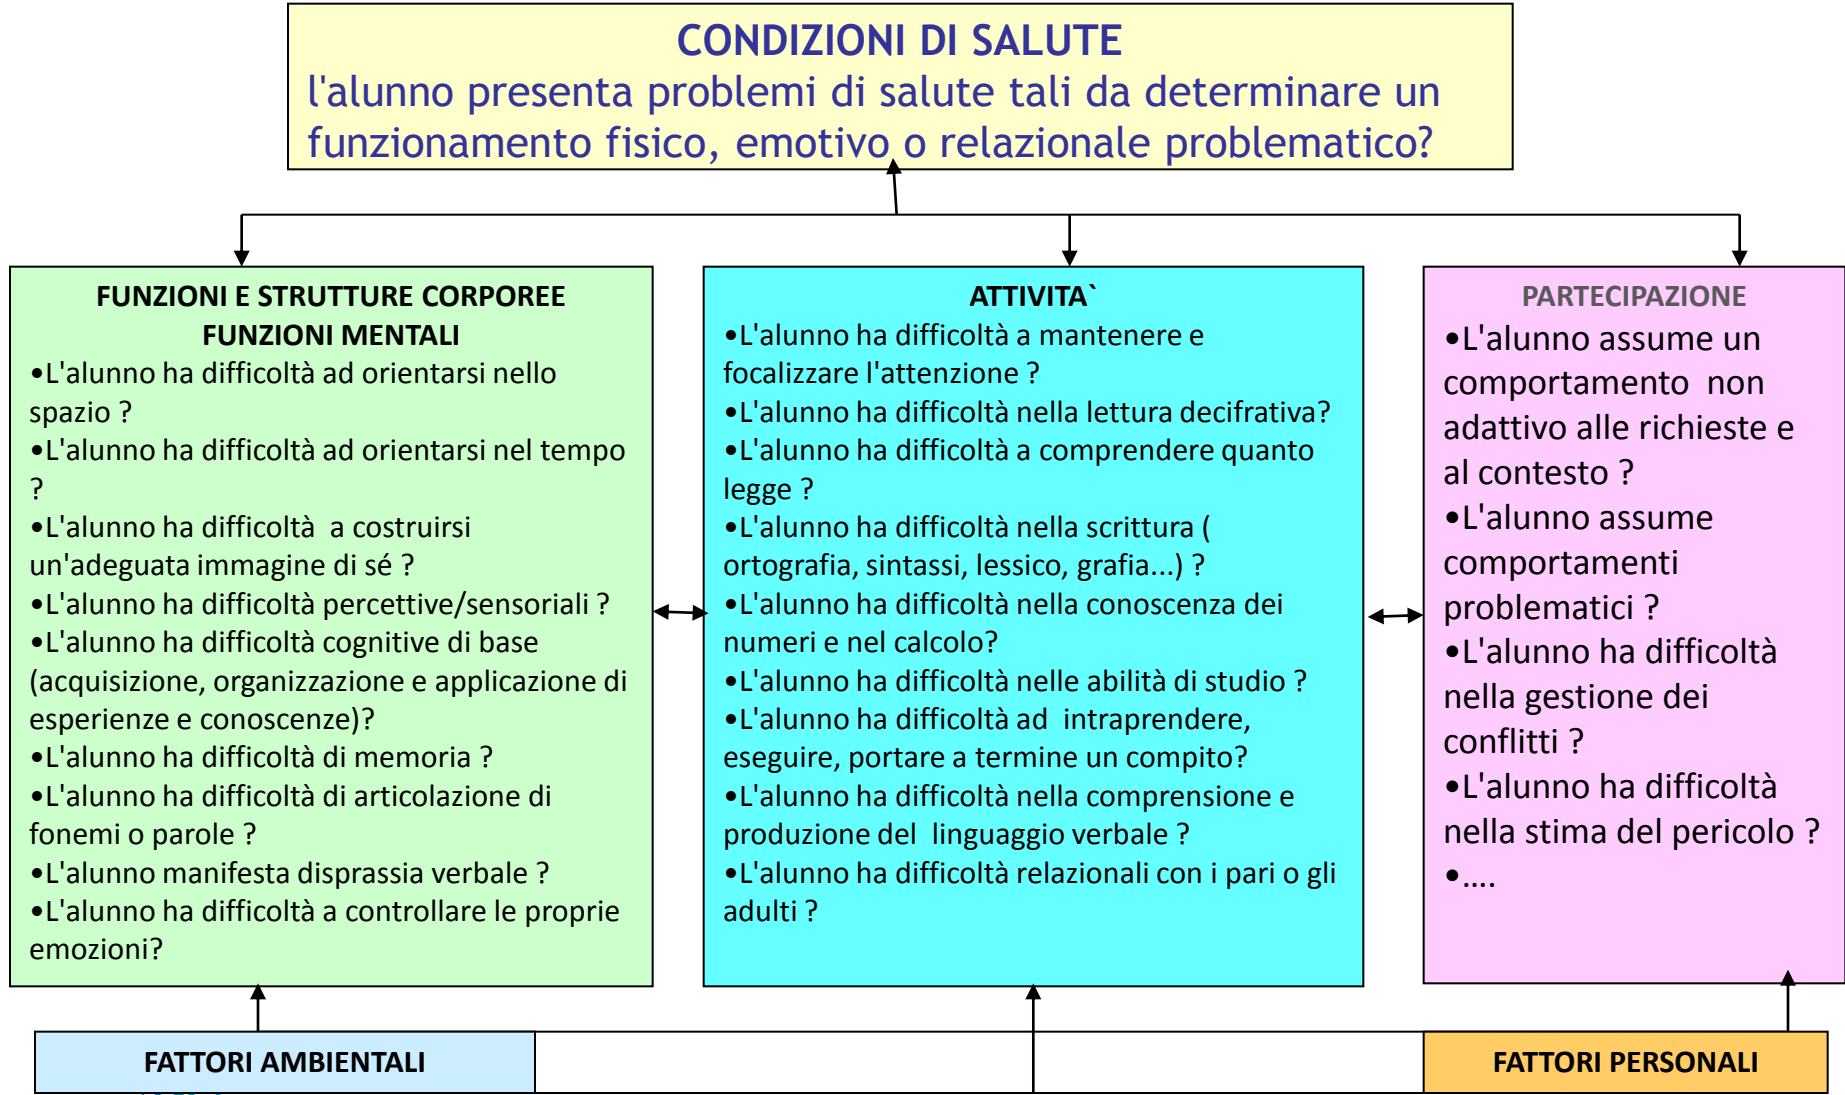 CONDIZIONI DI SALUTE
l'alunno presenta problemi di salute tali da determinare un
funzionamento fisico, emotivo o relazionale problematico?
FUNZIONI E STRUTTURE CORPOREE
FUNZIONI MENTALI
•L'alunno ha difficoltà ad orientarsi nello
spazio ?
•L'alunno ha difficoltà ad orientarsi nel tempo
?
•L'alunno ha difficoltà  a costruirsi
un'adeguata immagine di sé ?
•L'alunno ha difficoltà percettive/sensoriali ?
•L'alunno ha difficoltà cognitive di base
(acquisizione, organizzazione e applicazione di
esperienze e conoscenze)?
•L'alunno ha difficoltà di memoria ?
•L'alunno ha difficoltà di articolazione di
fonemi o parole ?
•L'alunno manifesta disprassia verbale ?
•L'alunno ha difficoltà a controllare le proprie
emozioni?
ATTIVITA`
•L'alunno ha difficoltà a mantenere e
focalizzare l'attenzione ?
•L'alunno ha difficoltà nella lettura decifrativa?
•L'alunno ha difficoltà a comprendere quanto
legge ?
•L'alunno ha difficoltà nella scrittura (
ortografia, sintassi, lessico, grafia...) ?
•L'alunno ha difficoltà nella conoscenza dei
numeri e nel calcolo?
•L'alunno ha difficoltà nelle abilità di studio ?
•L'alunno ha difficoltà ad  intraprendere,
eseguire, portare a termine un compito?
•L'alunno ha difficoltà nella comprensione e
produzione del  linguaggio verbale ?
•L'alunno ha difficoltà relazionali con i pari o gli
adulti ?
PARTECIPAZIONE
•L'alunno assume un
comportamento  non
adattivo alle richieste e
al contesto ?
•L'alunno assume
comportamenti
problematici ?
•L'alunno ha difficoltà
nella gestione dei
conflitti ?
•L'alunno ha difficoltà
nella stima del pericolo ?
•....
FATTORI AMBIENTALI
FATTORI PERSONALI